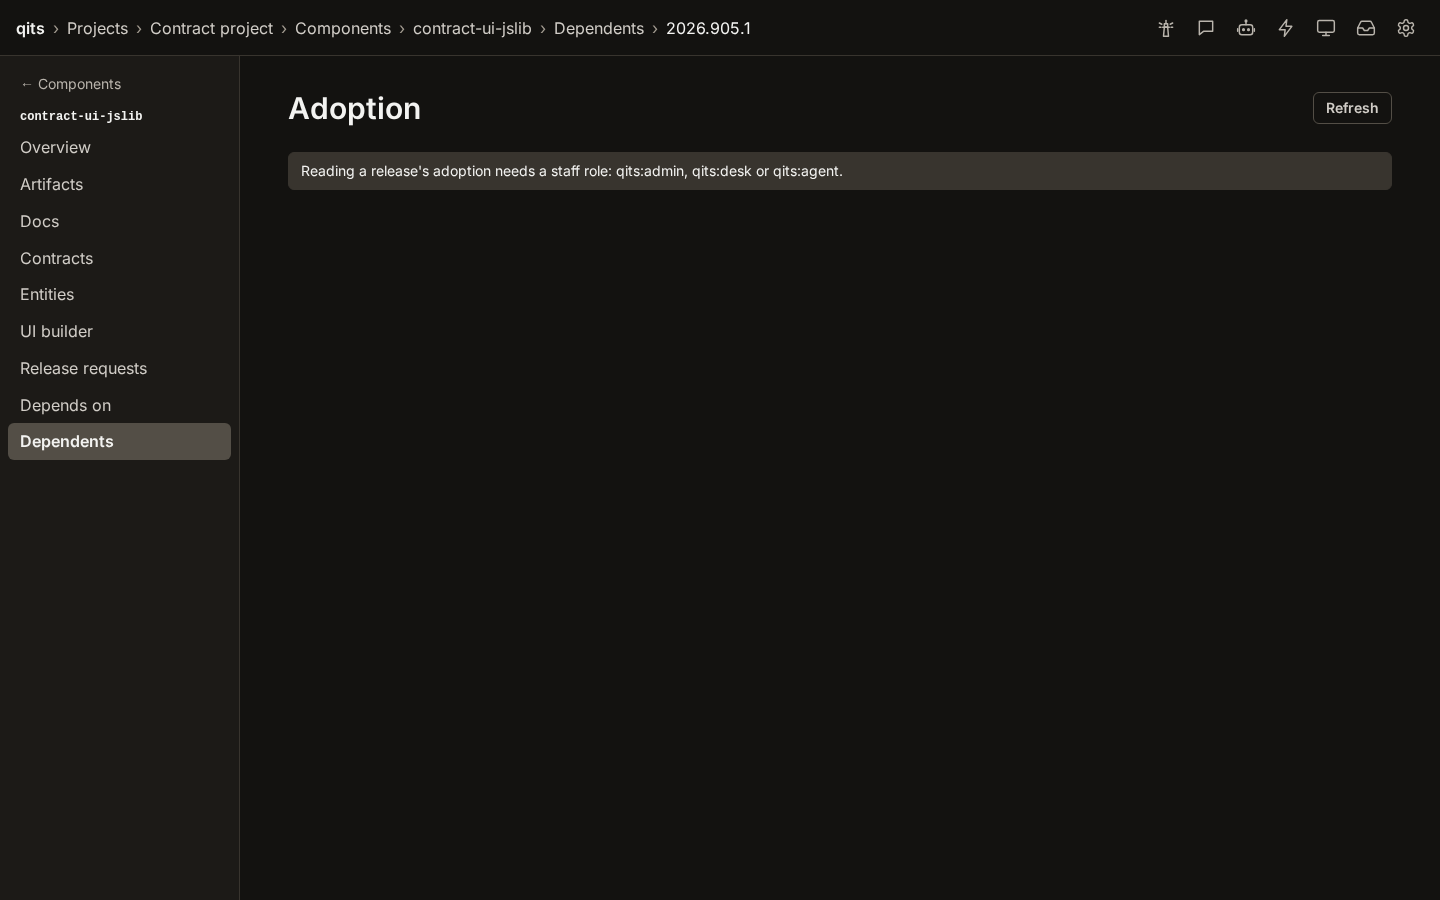 qits › Projects › Contract project › Components › contract-ui-jslib › Dependents › 2026.905.1
← Components
contract-ui-jslib
Overview
Artifacts
Docs
Contracts
Entities
UI builder
Release requests
Depends on
Dependents
Adoption
Refresh
Reading a release's adoption needs a staff role: qits:admin, qits:desk or qits:agent.